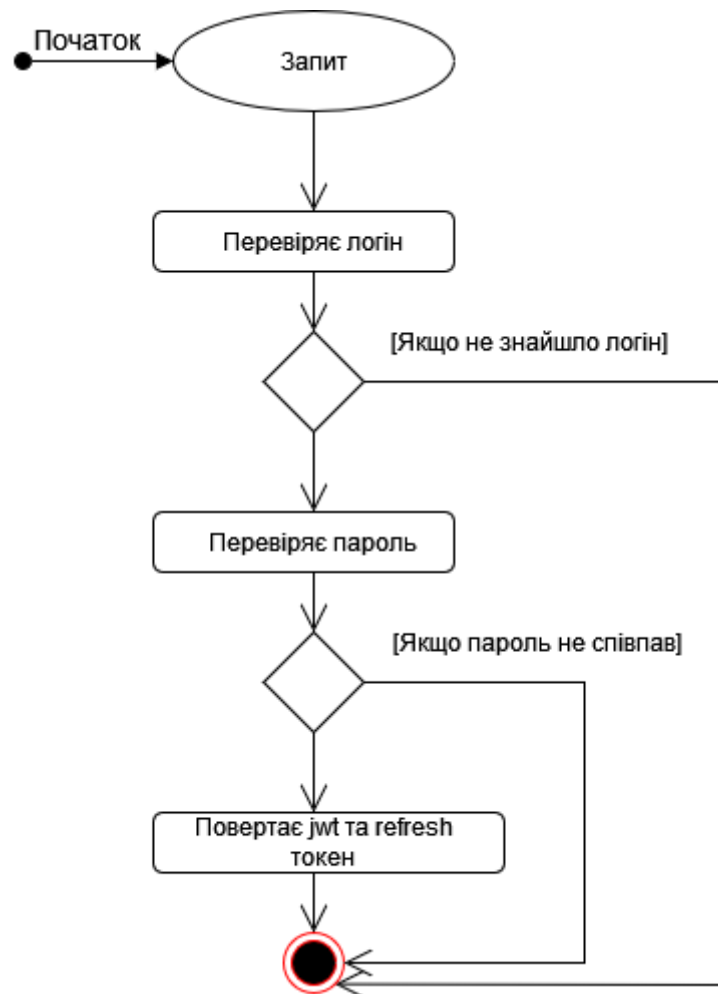 Початок
Запит
Перевіряє логін
[Якщо не знайшло логін]
Перевіряє пароль
[Якщо пароль не співпав]
Повертає jwt та refresh
токен